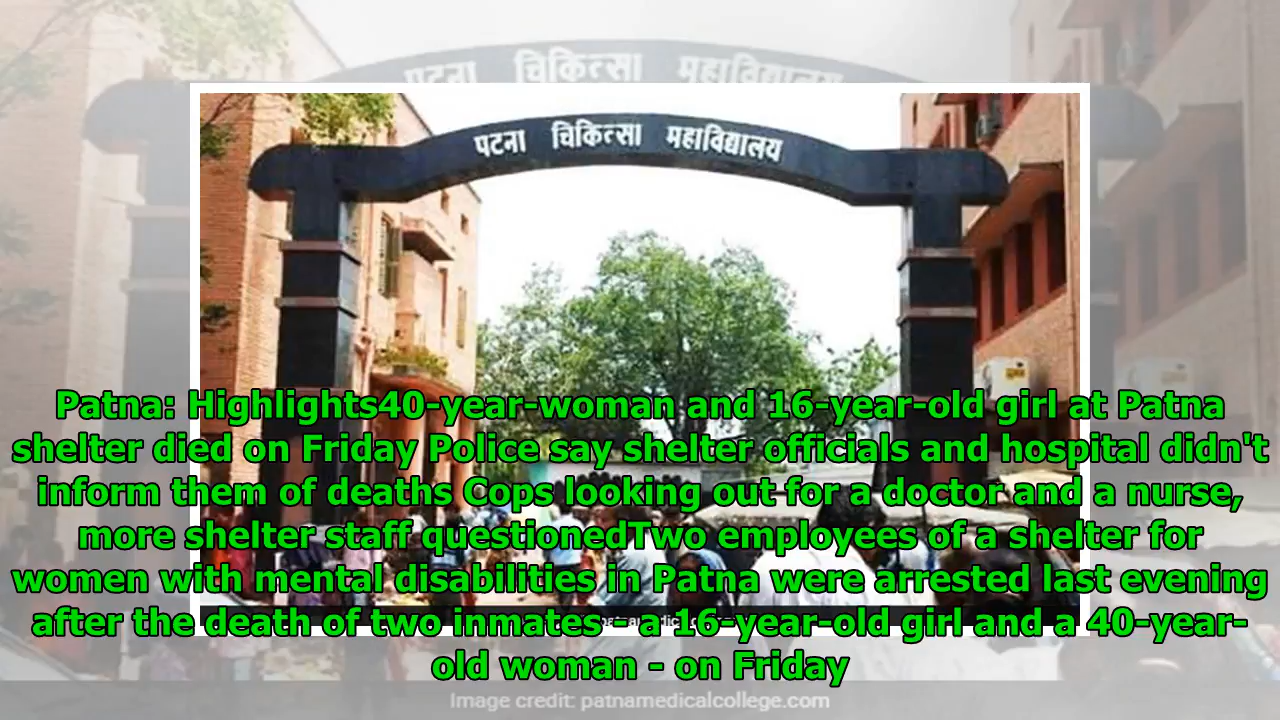 पटना चिकित्सा महाविद्यालय
पटना चिकित्सा महाविद्यालय
Patna: Highlights40-year-woman and 16-year-old girl at Patna
shelter died on Friday Police say shelter officials and hospital didn't
inform them of deaths Cops looking out for a doctor and a nurse,
more shelter staff questionedTwo employees of a shelter for
women with mental disabilities in Patna were arrested last evening
after the death of two inmates - a 16-year-old girl and a 40-year-
old woman - on Friday
Image credit: patnamedicalcollege.com